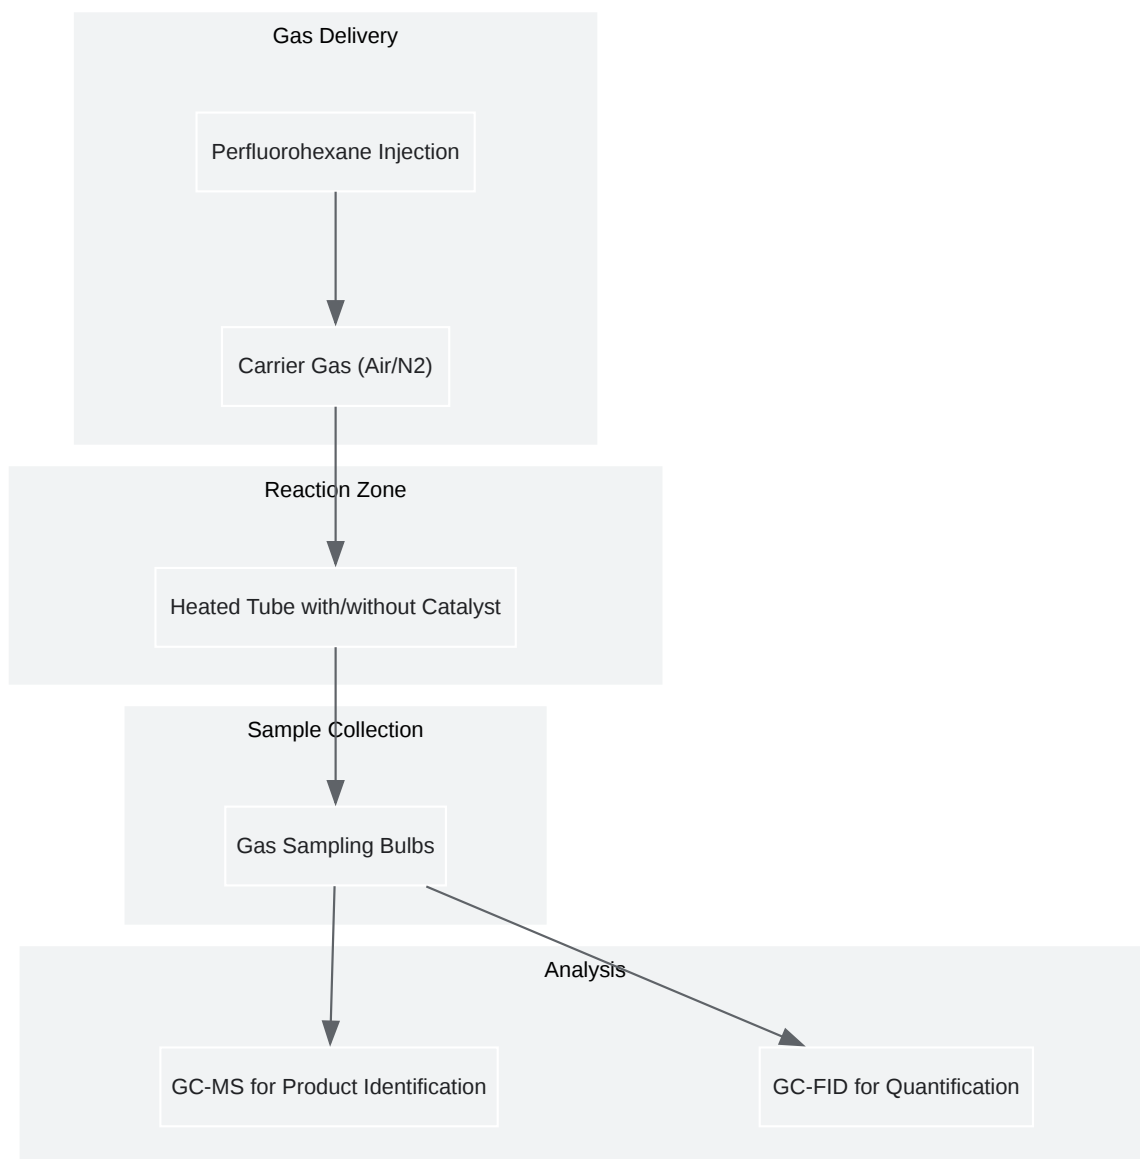 Gas Delivery
Perfluorohexane Injection
Carrier Gas (Air/N2)
Reaction Zone
Heated Tube with/without Catalyst
Sample Collection
Gas Sampling Bulbs
Analysis
GC-MS for Product Identification
GC-FID for Quantification